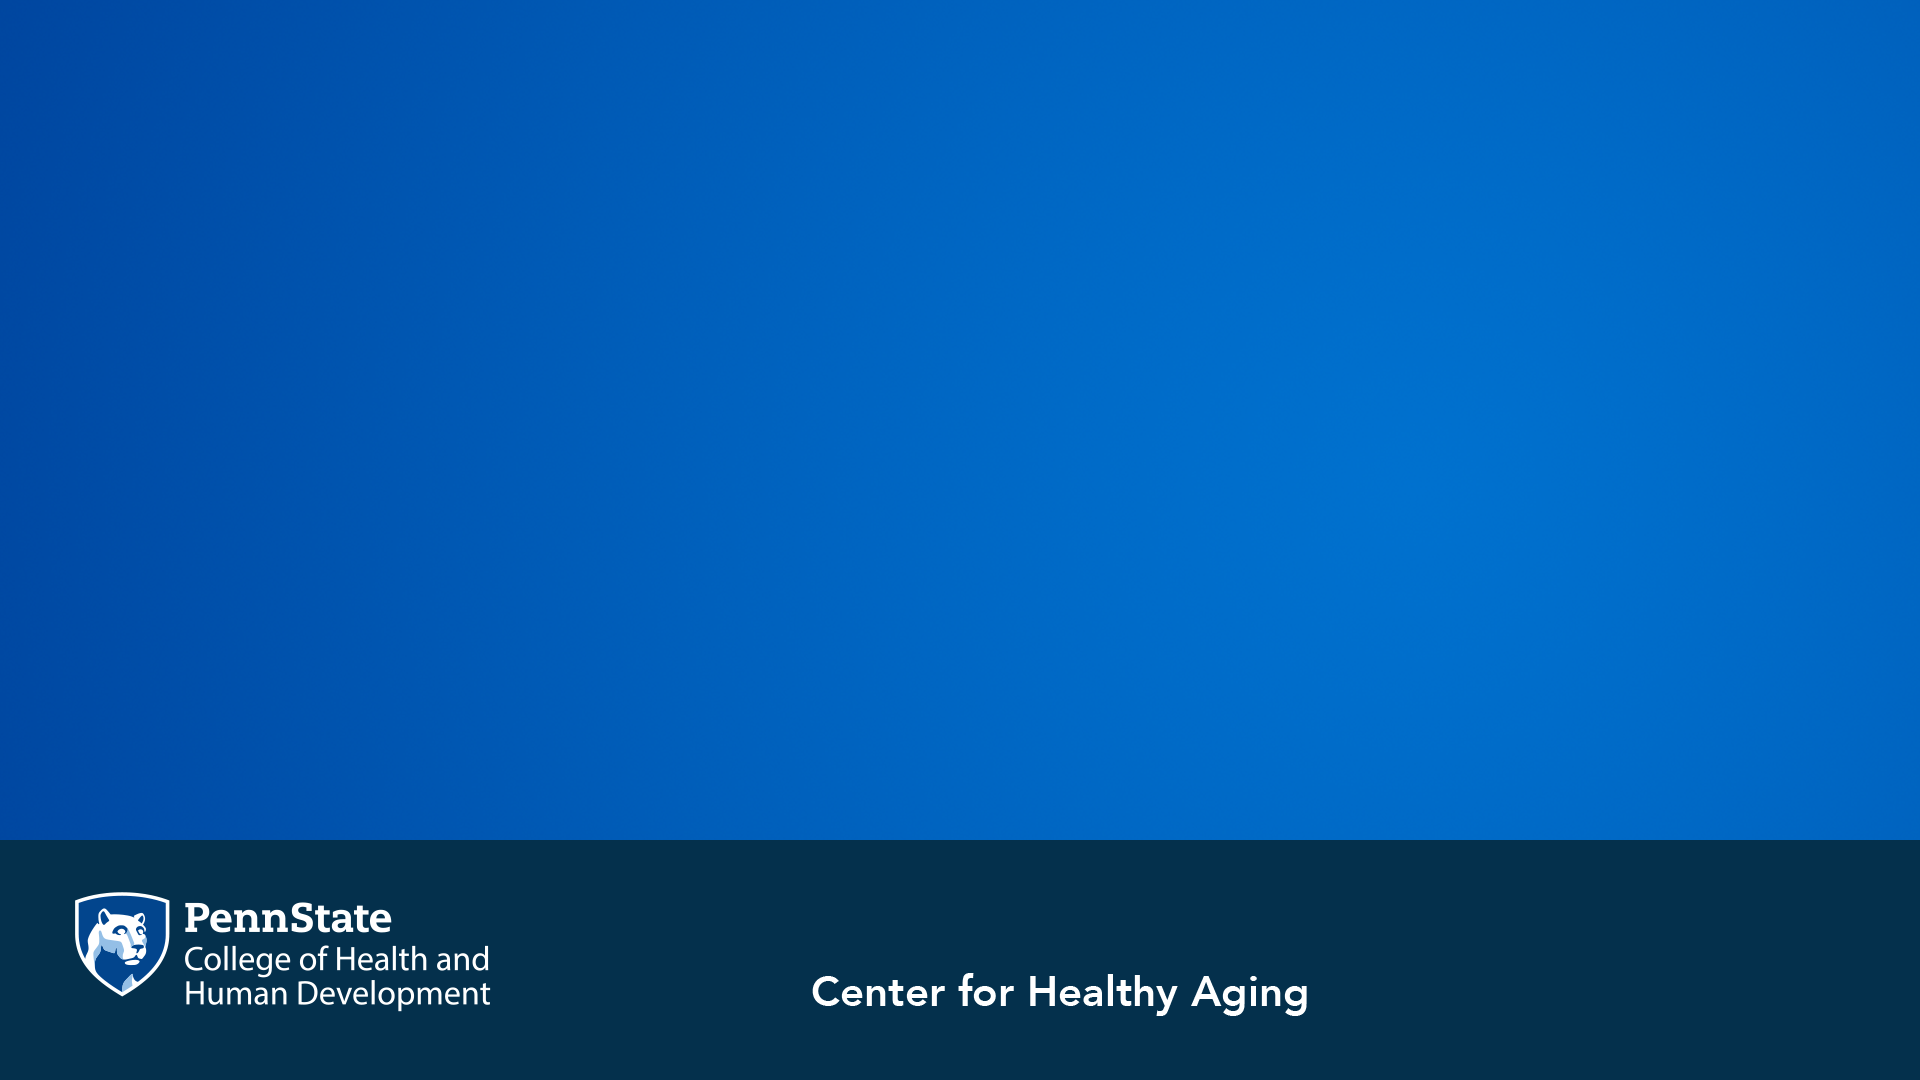 PennState
College of Health and
Human Development
Center for Healthy Aging